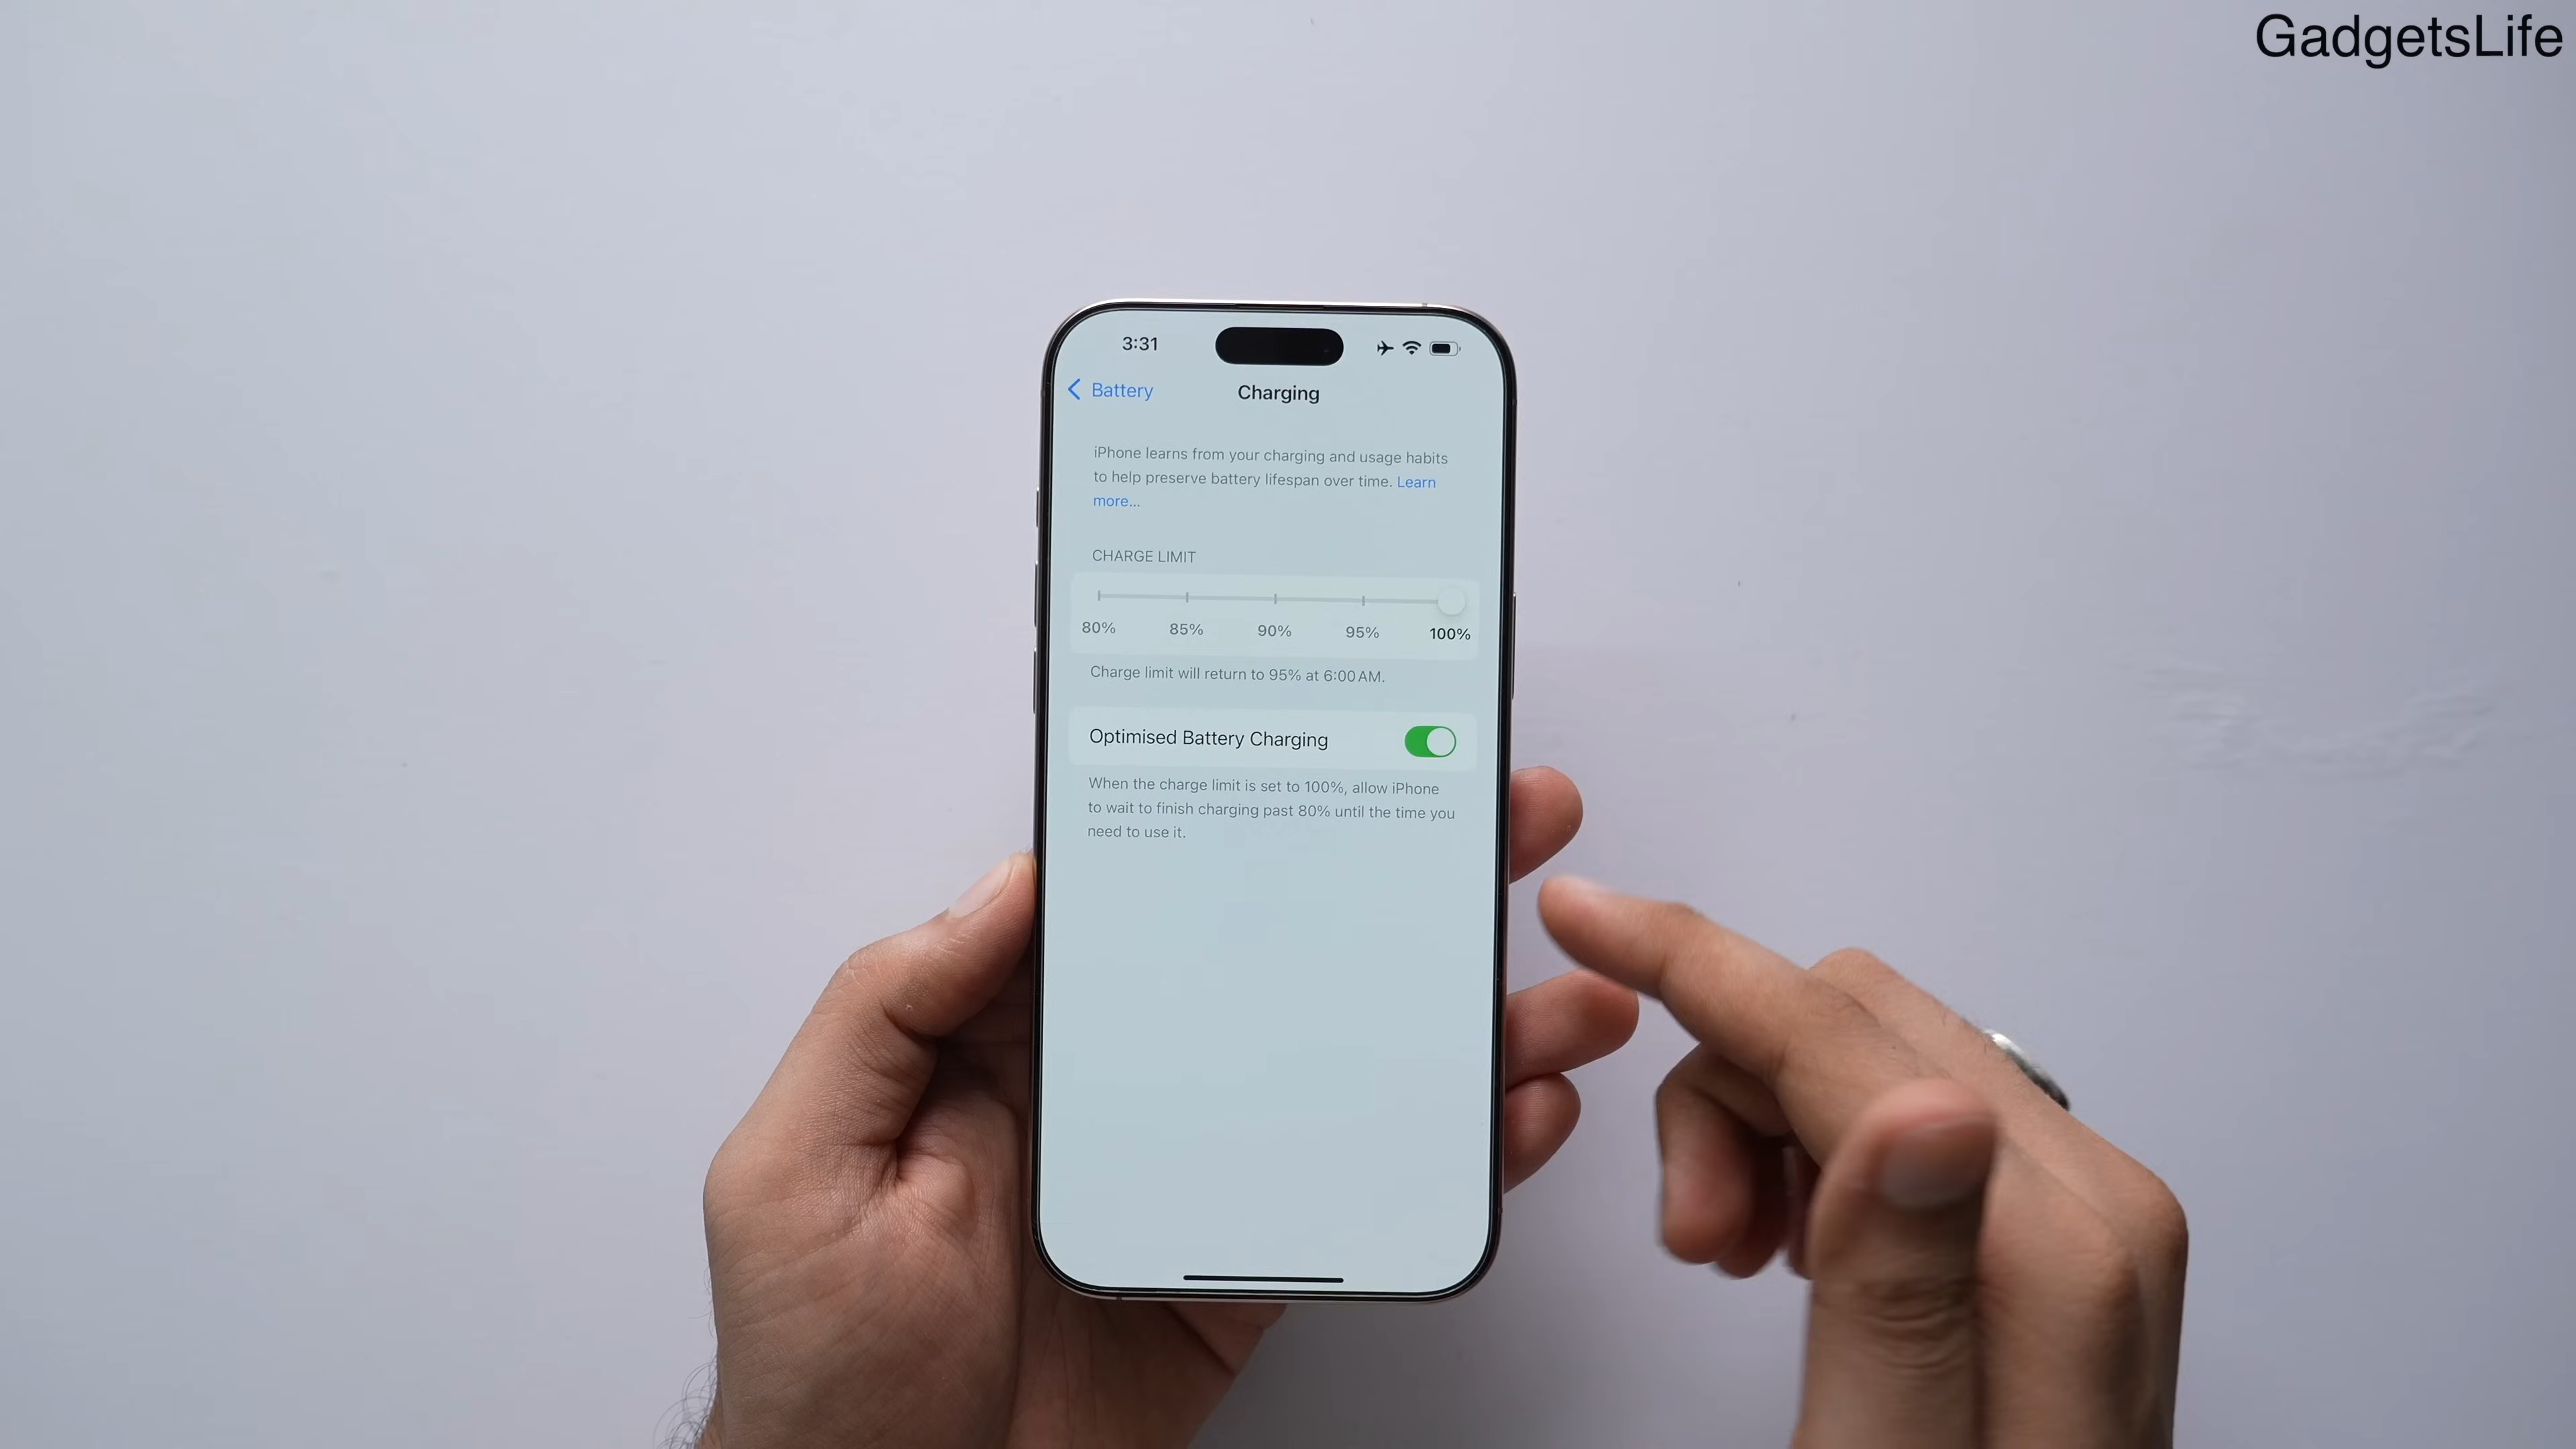 GadgetsLife
3:31
Battery
Charging
iPhone learns from your charging and usage habits
to help preserve battery lifespan over time. Learn
more...
CHARGE LIMIT
80% 85% 90% 95% 100%
Charge limit will return to 95% at 6:00 AM.
Optimised Battery Charging
When the charge limit is set to 100%, allow iPhone
to wait to finish charging past 80% until the time you
need to use it.